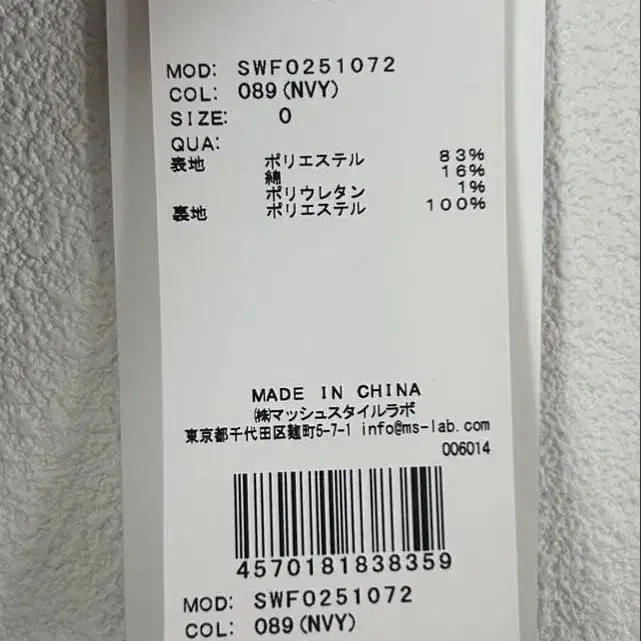 MOD: SWF0251072
COL: 089(NVY)
SIZE: 0
QUA:
表地 ポリエステル 83%
綿 16%
ポリウレタン 1%
裏地 ポリエステル 100%
MADE IN CHINA
㈱マッシュスタイルラボ
東京都千代田区麹町5-7-1 info@ms-lab.com
006014
4570181838359
MOD: SWF0251072
COL: 089(NVY)